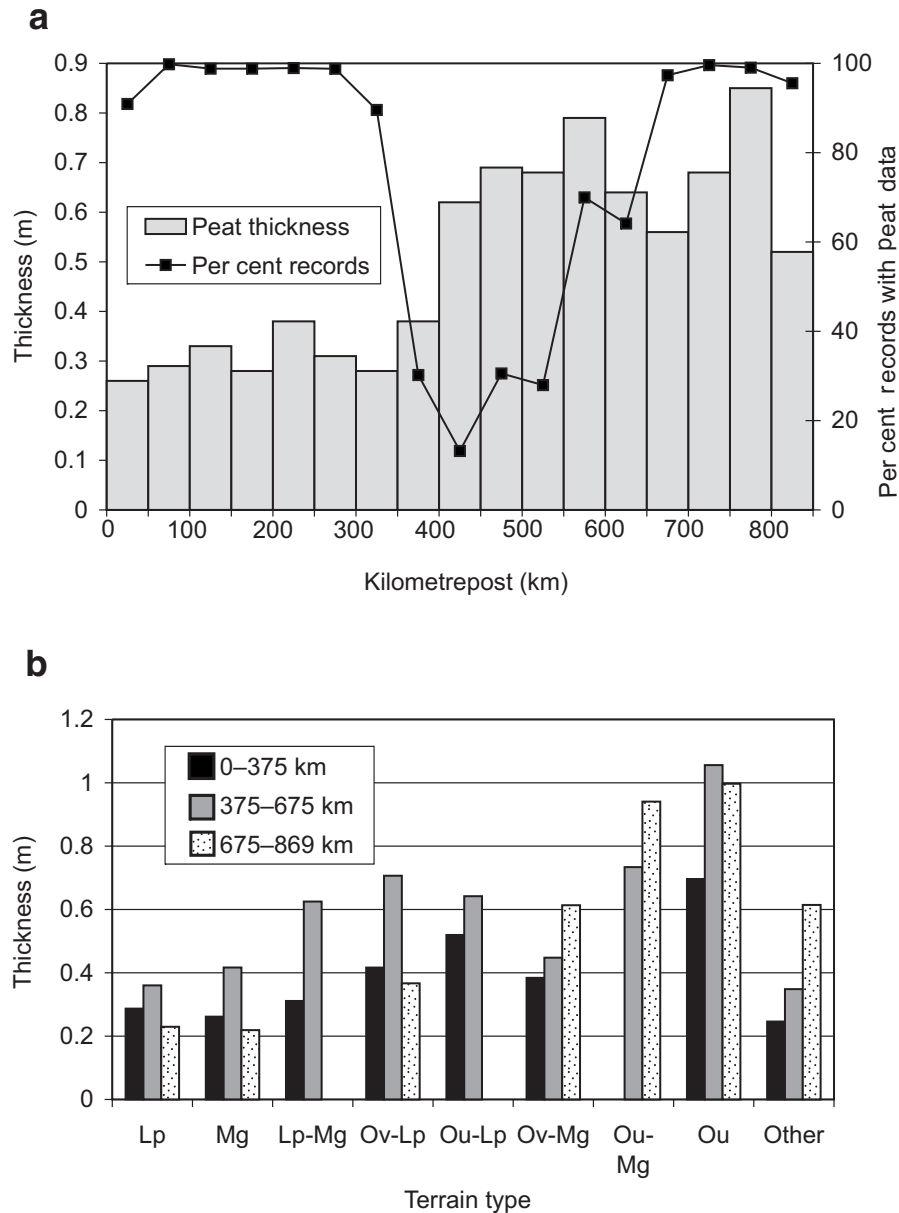 a
0.9
0.8
0.7
0.6
0.5
0.4
0.3
0.2
0.1
0
Thickness (m)
Peat thickness
Per cent records
100
80
60
40
20
0
Per cent records with peat data
0 100 200 300 400 500 600 700 800
Kilometrepost (km)
b
1.2
1
0.8
0.6
0.4
0.2
0
Thickness (m)
0–375 km
375–675 km
675–869 km
Lp Mg Lp-Mg Ov-Lp Ou-Lp Ov-Mg Ou- Ou Other
Mg
Terrain type